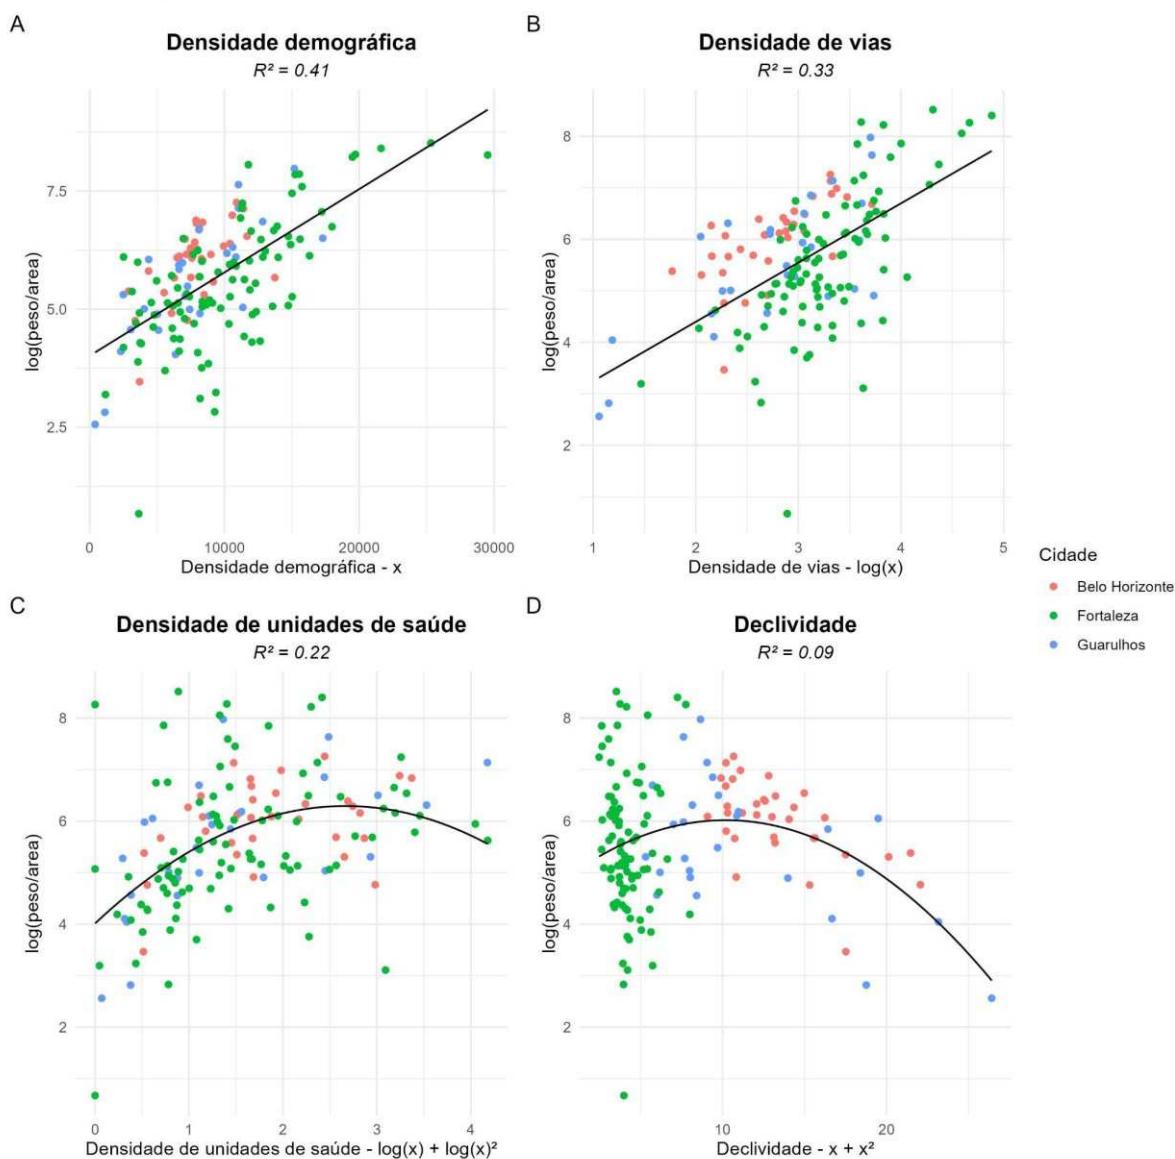 A
Densidade demográfica
R² = 0.41
7.5
5.0
2.5
log(peso/area)
0 10000 20000 30000
Densidade demográfica - x
B
Densidade de vias
R² = 0.33
8
6
4
2
log(peso/area)
1 2 3 4 5
Densidade de vias - log(x)
Cidade
Belo Horizonte
Fortaleza
Guarulhos
C
Densidade de unidades de saúde
R² = 0.22
8
6
4
2
log(peso/area)
0 1 2 3 4
Densidade de unidades de saúde - log(x) + log(x)²
D
Declividade
R² = 0.09
8
6
4
2
log(peso/area)
10 20
Declividade - x + x²